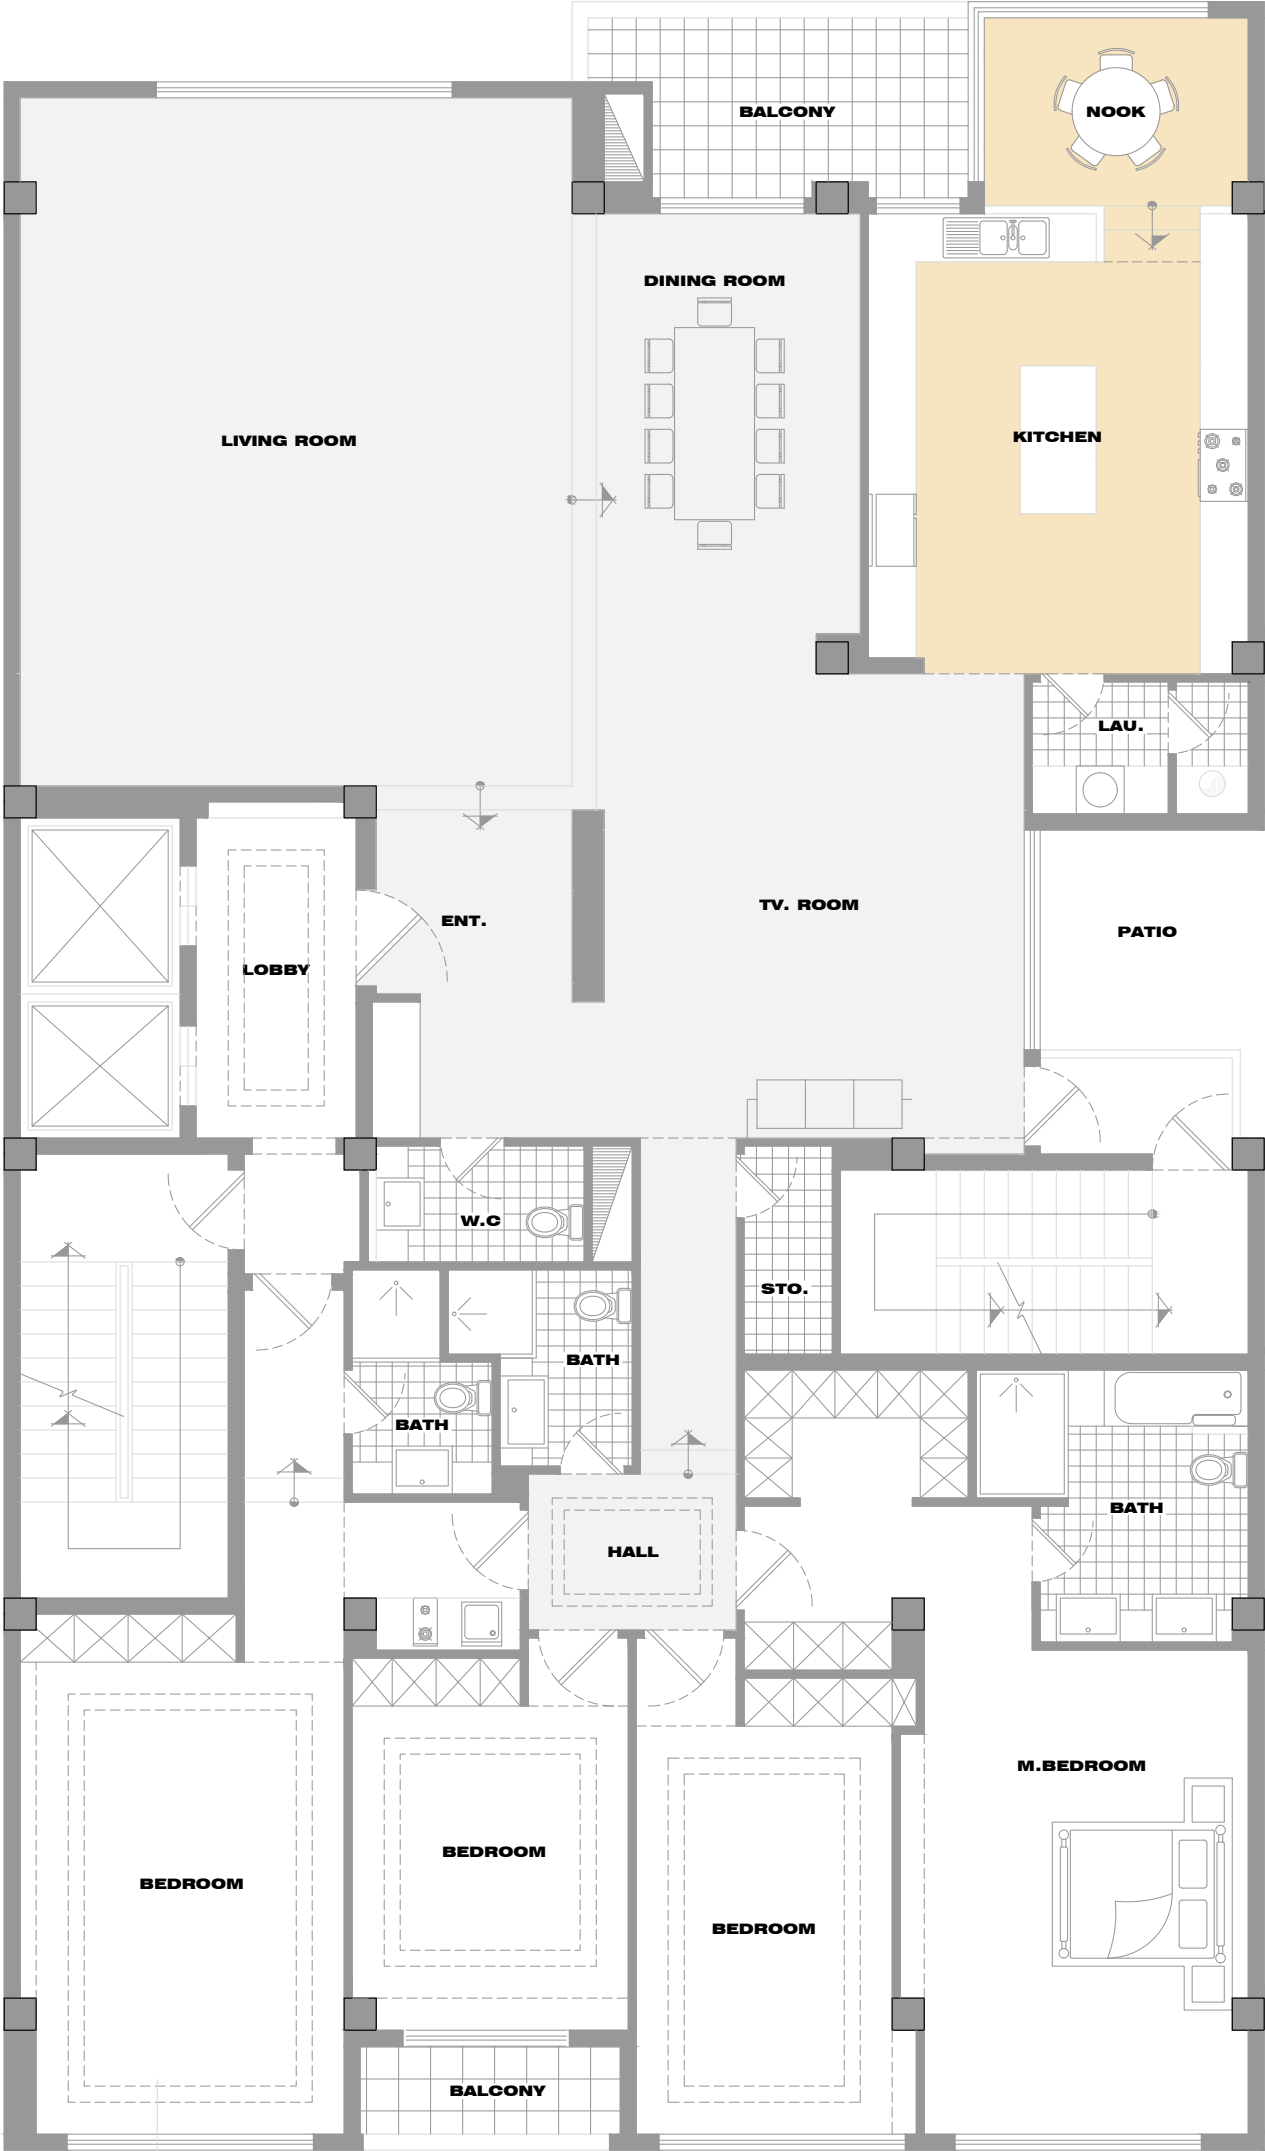 BALCONY
NOOK
DINING ROOM
LIVING ROOM
KITCHEN
LAU.
TV. ROOM
ENT.
PATIO
LOBBY
W.C
STO.
BATH
BATH
BATH
HALL
M.BEDROOM
BEDROOM
BEDROOM
BEDROOM
BALCONY